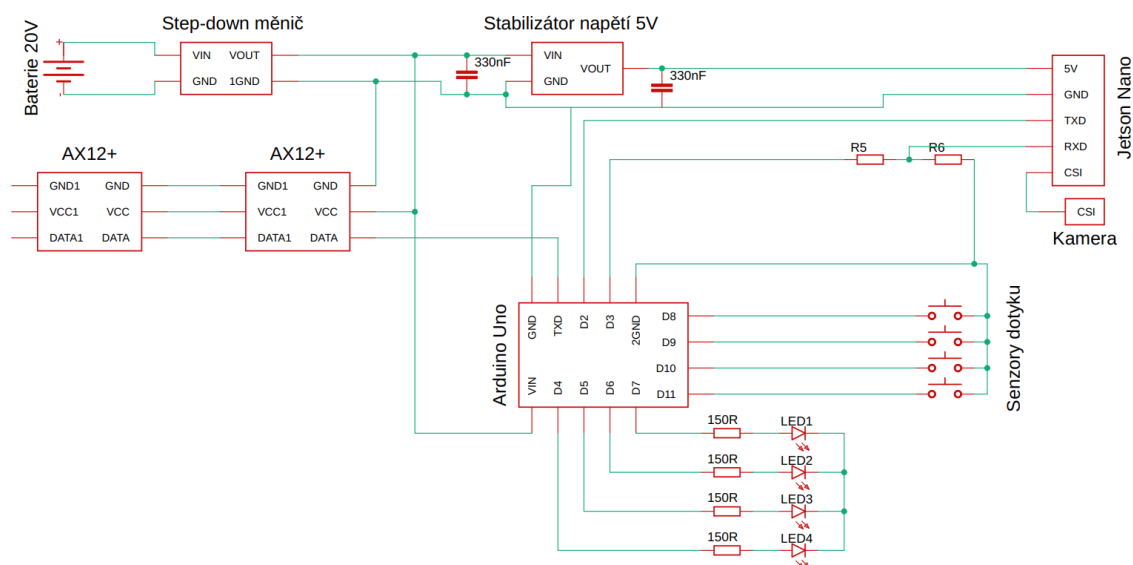 Step-down měnič
Stabilizátor napětí 5V
Baterie 20V
+
-
VIN VOUT
GND 1GND
330nF
VIN
VOUT
GND
330nF
5V
GND
TXD
RXD
CSI
Jetson Nano
CSI
Kamera
R5
R6
AX12+
AX12+
GND1 GND
VCC1 VCC
DATA1 DATA
GND1 GND
VCC1 VCC
DATA1 DATA
Arduino Uno
GND
TXD
D2
D3
2GND
D8
D9
D10
D11
VIN
D4
D5
D6
D7
Senzory dotyku
150R
LED1
150R
LED2
150R
LED3
150R
LED4